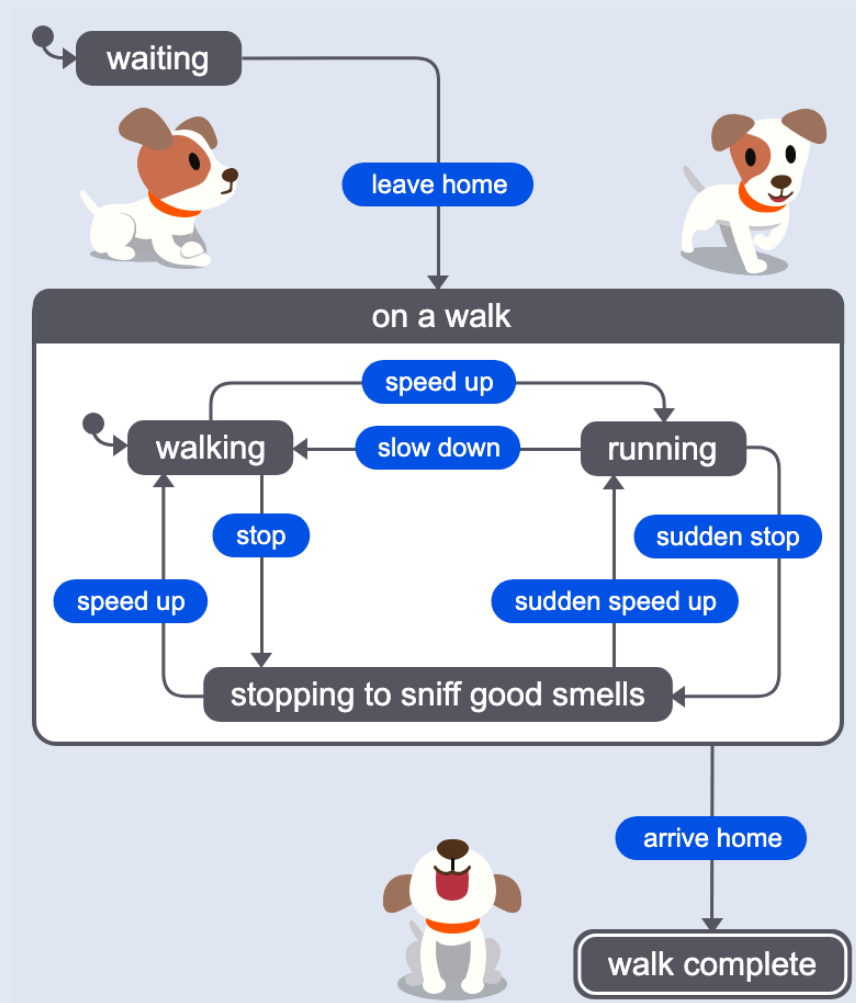 waiting
leave home
on a walk
speed up
walking
slow down
running
stop
sudden stop
speed up
sudden speed up
stopping to sniff good smells
arrive home
walk complete